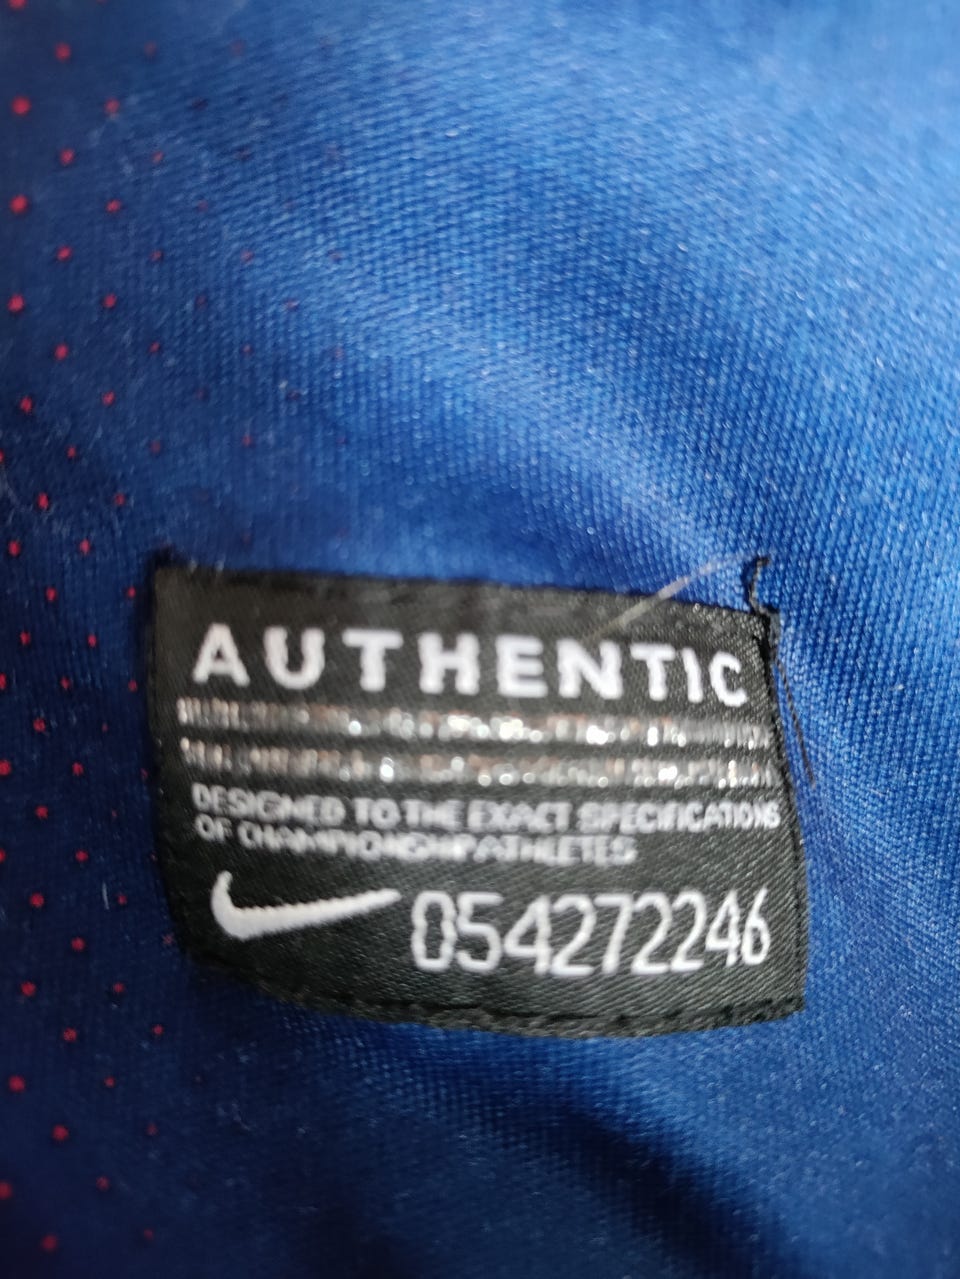 AUTHENTIC
DESIGNED TO THE EXACT SPECIFICATIONS
OF CHAMPIONSHIP ATHLETES
054272246